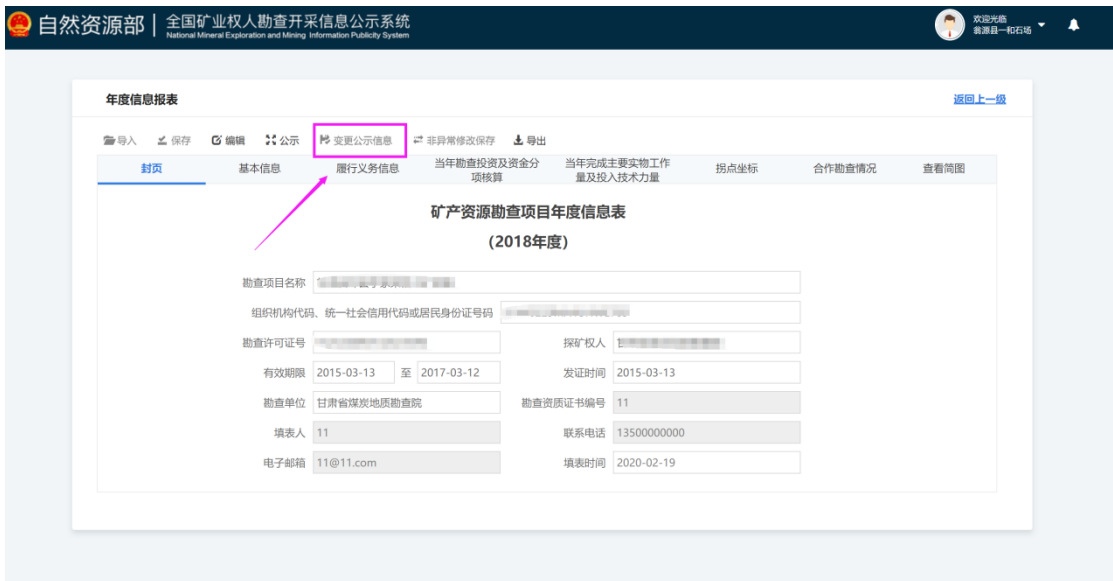 自然资源部 全国矿业权人勘查开采信息公示系统
National Mineral Exploration and Mining Information Publicity System
欢迎光临
翁源县一和石场
年度信息报表 返回上一级
导入 保存 编辑 公示 变更公示信息 非异常修改保存 导出
封页 基本信息 履行义务信息 当年勘查投资及资金分项核算 当年完成主要实物工作量及投入技术力量 拐点坐标 合作勘查情况 查看简图
矿产资源勘查项目年度信息表
(2018年度)
勘查项目名称
组织机构代码、统一社会信用代码或居民身份证号码
勘查许可证号 探矿权人
有效期限 2015-03-13 至 2017-03-12 发证时间 2015-03-13
勘查单位 甘肃省煤炭地质勘查院 勘查资质证书编号 11
填表人 11 联系电话 13500000000
电子邮箱 11@11.com 填表时间 2020-02-19